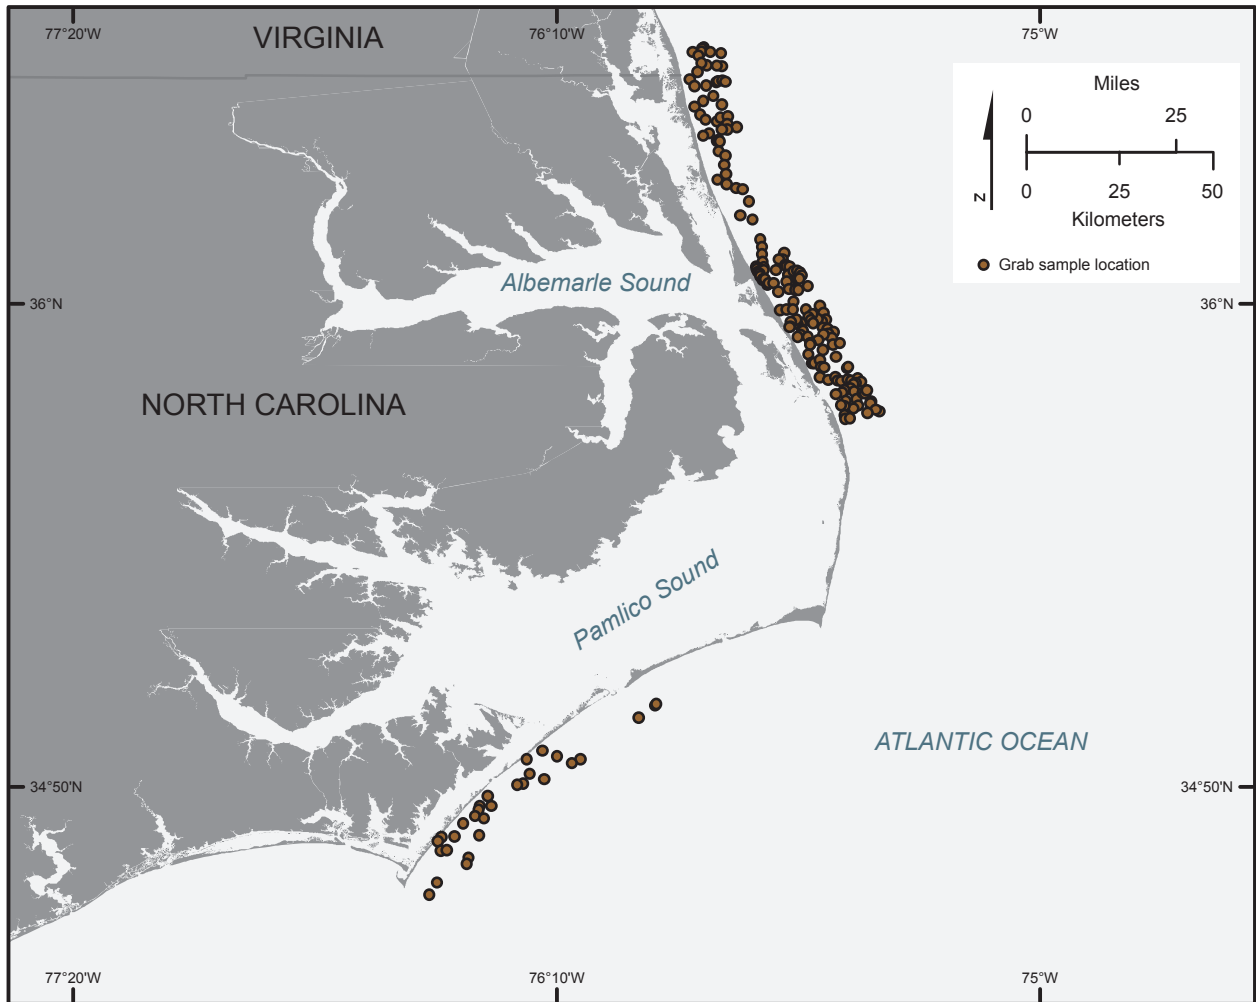 77°20'W
76°10'W
75°W
VIRGINIA
Miles
0
25
0
25
50
Kilometers
N
Grab sample location
36°N
36°N
Albemarle Sound
NORTH CAROLINA
Pamlico Sound
ATLANTIC OCEAN
34°50'N
34°50'N
77°20'W
76°10'W
75°W